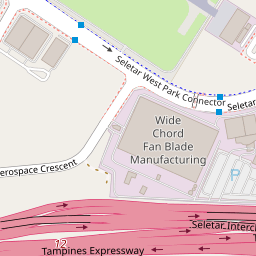 Seletar West Park Connector
Seletar
Wide
Chord
Fan Blade
Manufacturing
erospace Crescent
Seletar Interc
12
Tampines Expressway
T